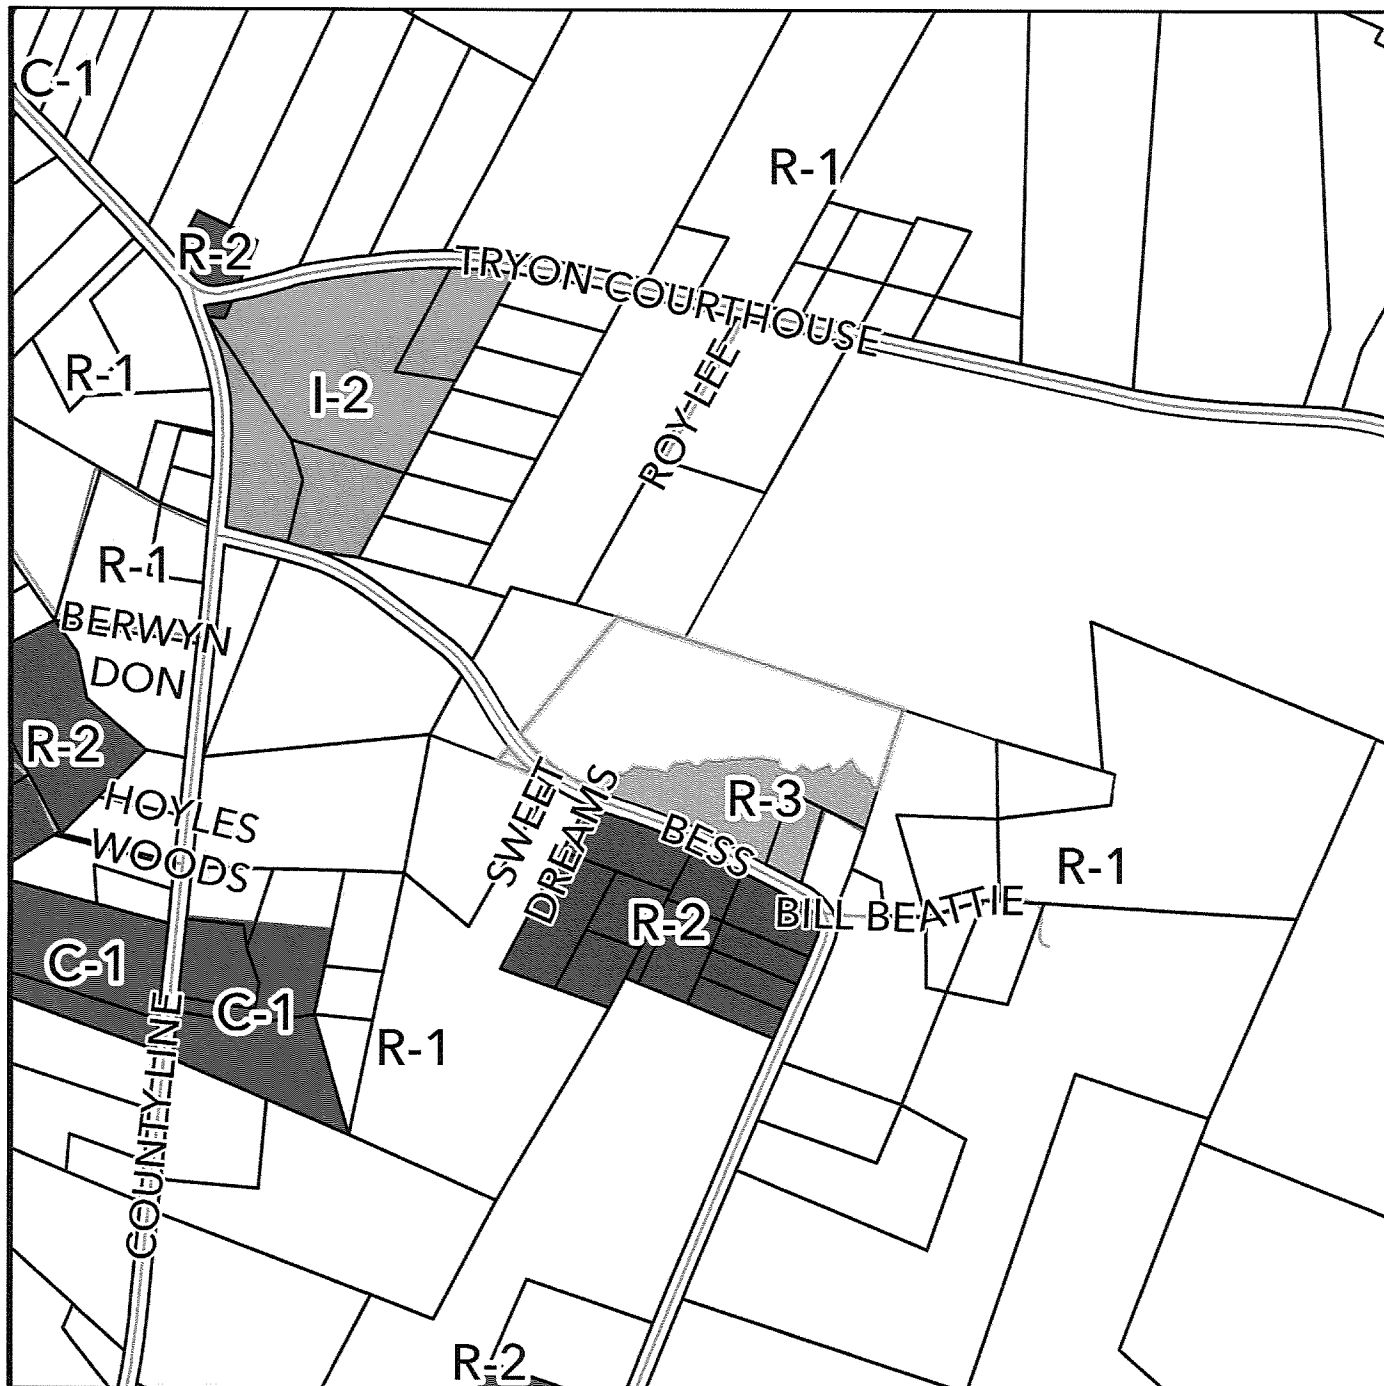 C-1
R-1
R-2
TRYON COURTHOUSE
R-1
I-2
ROY LEE
R-1
BERWYN
DON
R-2
SWEET
DREAMS
R-3
HOYLES
WOODS
BESS
R-1
BILL BEATTIE
R-2
C-1
C-1
R-1
COUNTY LINE
R-2